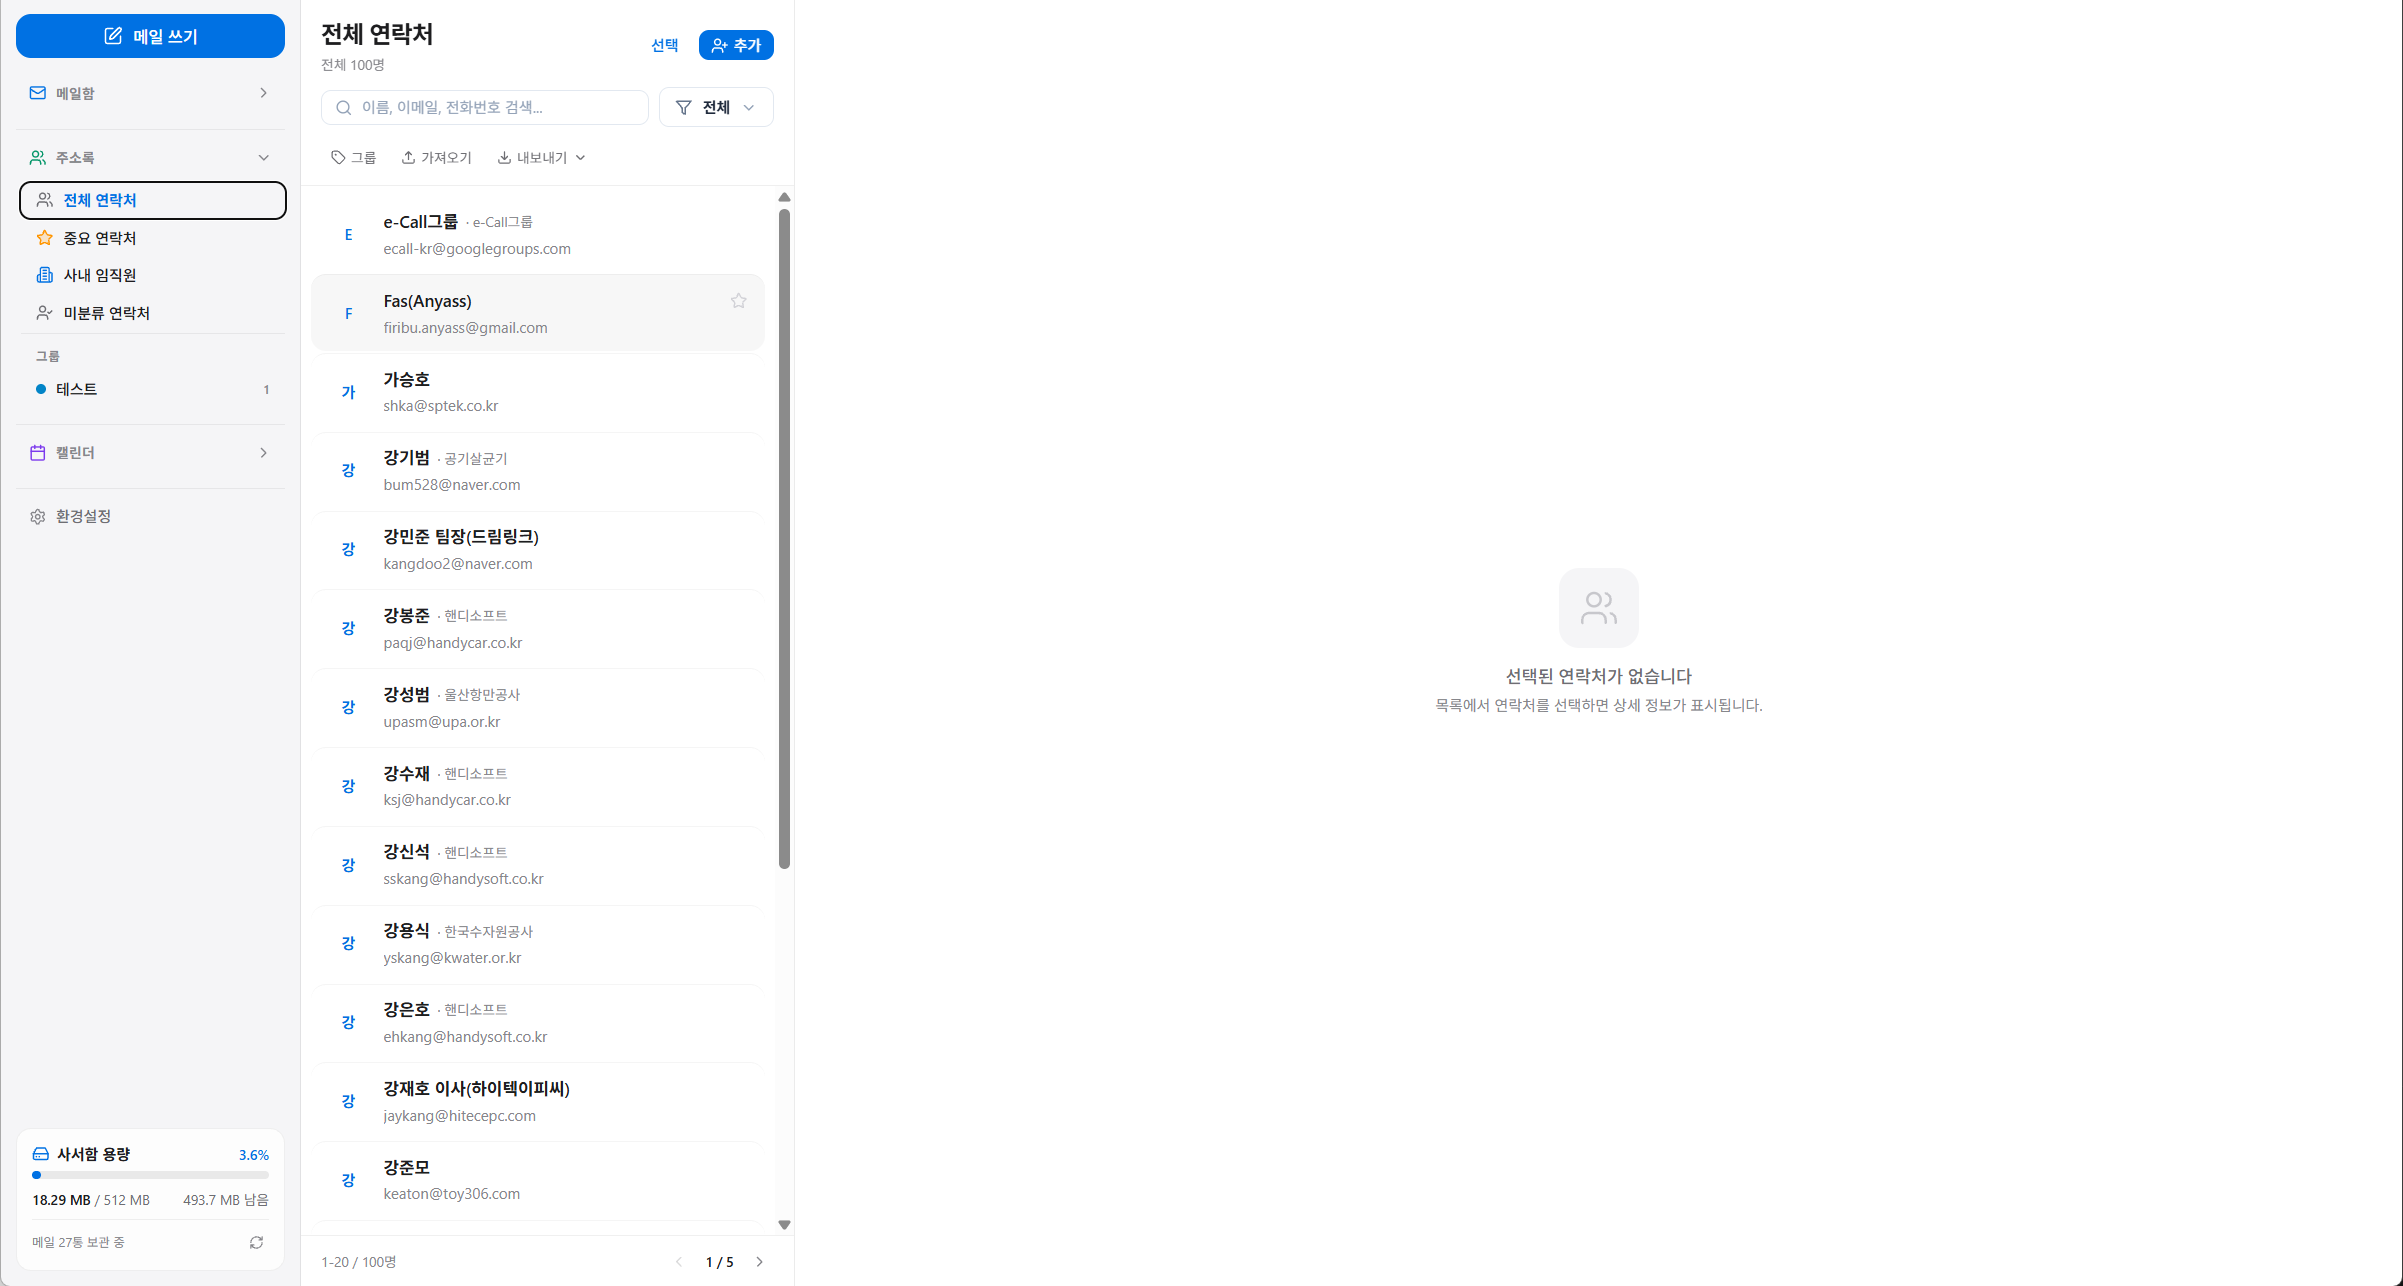 메일 쓰기
메일함
주소록
전체 연락처
중요 연락처
사내 임직원
미분류 연락처
그룹
테스트 1
캘린더
환경설정
사서함 용량 3.6%
18.29 MB / 512 MB 493.7 MB 남음
메일 27통 보관 중
전체 연락처
전체 100명
선택 추가
이름, 이메일, 전화번호 검색... 전체
그룹 가져오기 내보내기
E e-Call그룹 · e-Call그룹
ecall-kr@googlegroups.com
F Fas(Anyass)
firibu.anyass@gmail.com
가 가승호
shka@sptek.co.kr
강 강기범 · 공기살균기
bum528@naver.com
강 강민준 팀장(드림링크)
kangdoo2@naver.com
강 강봉준 · 핸디소프트
paqj@handycar.co.kr
강 강성범 · 울산항만공사
upasm@upa.or.kr
강 강수재 · 핸디소프트
ksj@handycar.co.kr
강 강신석 · 핸디소프트
sskang@handysoft.co.kr
강 강용식 · 한국수자원공사
yskang@kwater.or.kr
강 강은호 · 핸디소프트
ehkang@handysoft.co.kr
강 강재호 이사(하이텍이피씨)
jaykang@hitecepc.com
강 강준모
keaton@toy306.com
1-20 / 100명 1 / 5
선택된 연락처가 없습니다
목록에서 연락처를 선택하면 상세 정보가 표시됩니다.